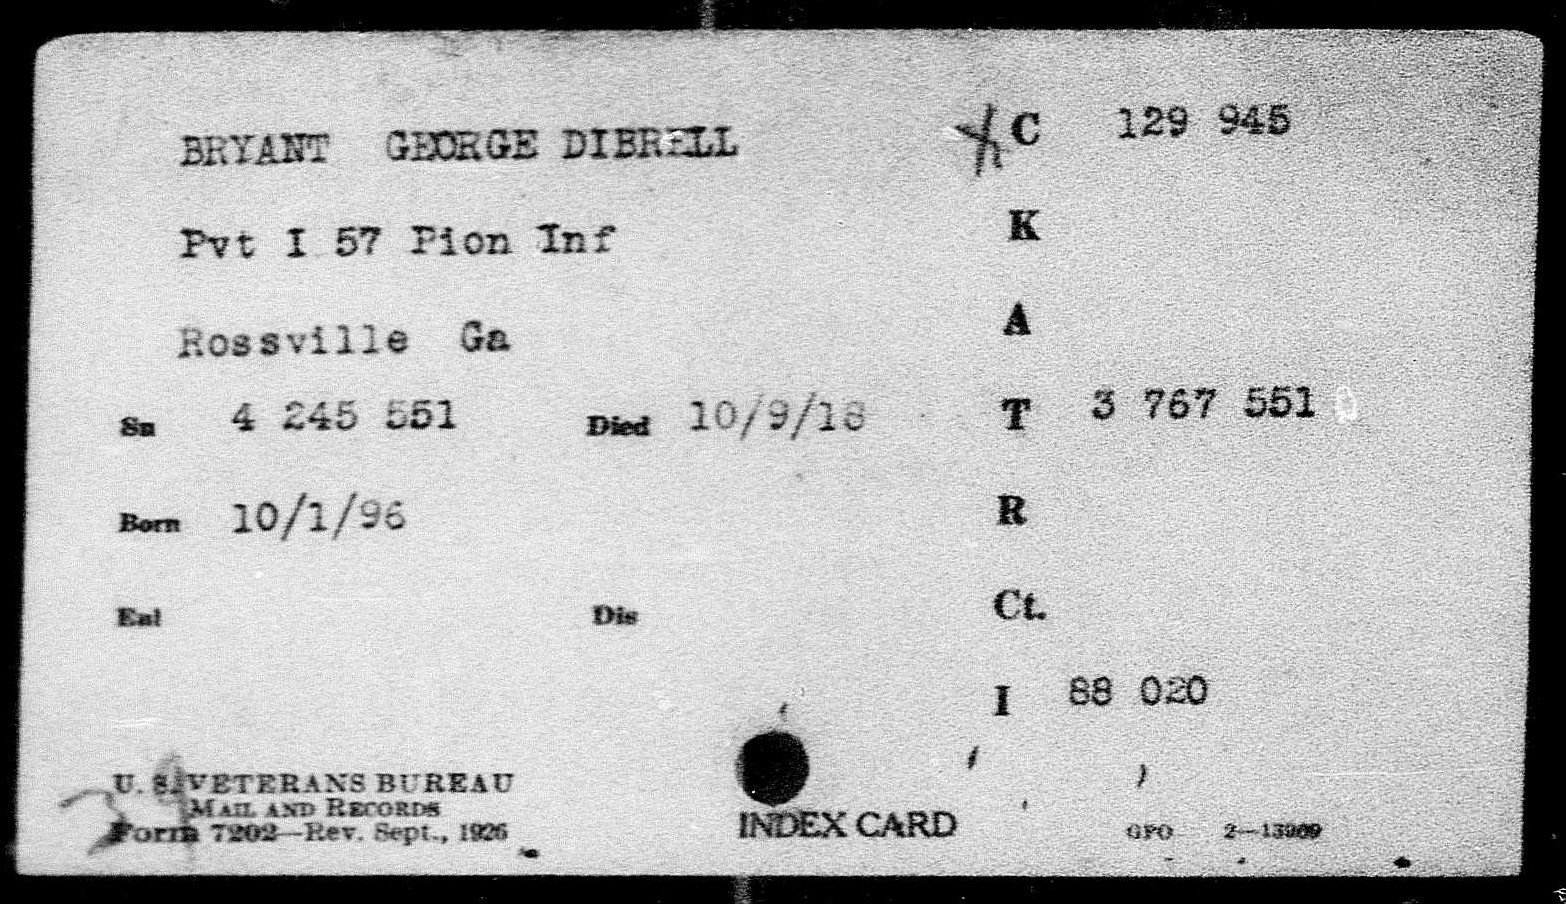 BRYANT GEORGE DIBRELL
C 129 945
Pvt I 57 Pion Inf
K
Rossville Ga
A
Sn 4 245 551 Died 10/9/18
T 3 767 551
Born 10/1/96
R
Enl Dis
Ct.
I 88 020
U. S. VETERANS BUREAU
MAIL AND RECORDS
Form 7202—Rev. Sept., 1926
INDEX CARD
GPO 2—13969